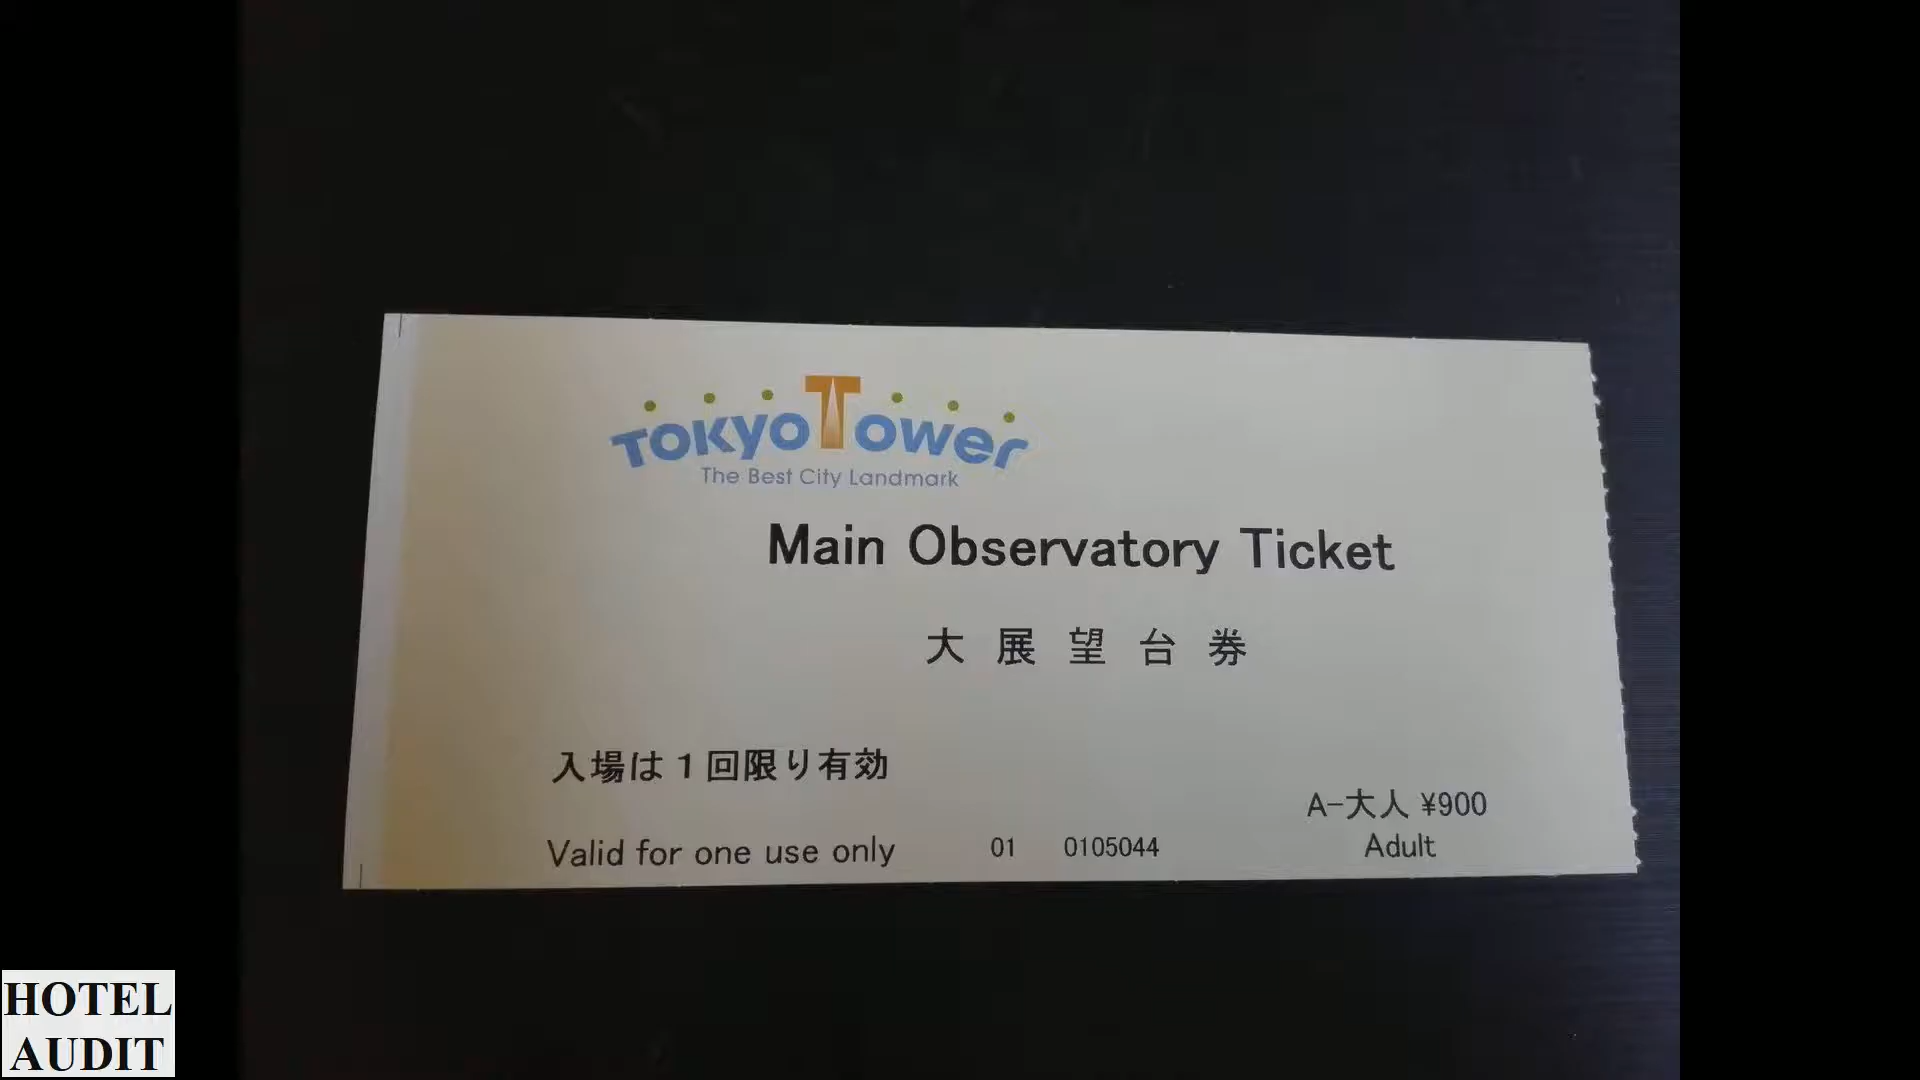 TOKYO TOWER
The Best City Landmark
Main Observatory Ticket
大展望台券
入場は1回限り有効
A-大人 ¥900
Valid for one use only 01 0105044 Adult
HOTEL
AUDIT